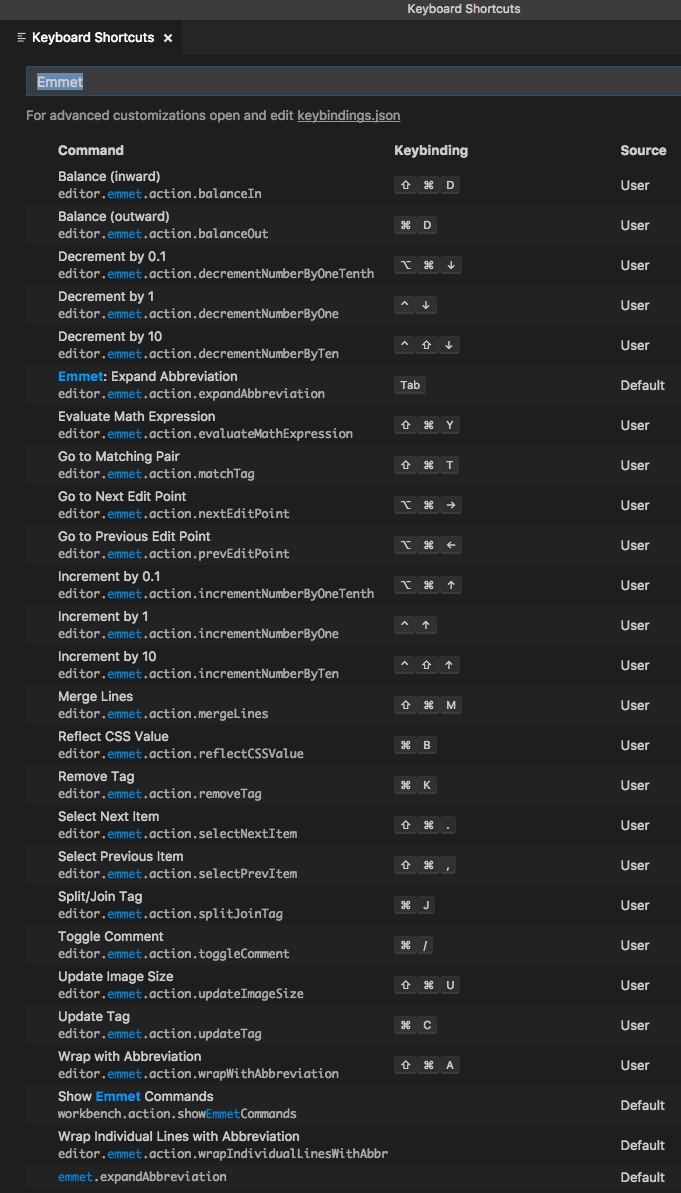 Keyboard Shortcuts
Keyboard Shortcuts ×
Emmet
For advanced customizations open and edit keybindings.json
Command Keybinding Source
Balance (inward)
editor.emmet.action.balanceIn ⇧ ⌘ D User
Balance (outward)
editor.emmet.action.balanceOut ⌘ D User
Decrement by 0.1
editor.emmet.action.decrementNumberByOneTenth ⌥ ⌘ ↓ User
Decrement by 1
editor.emmet.action.decrementNumberByOne ^ ↓ User
Decrement by 10
editor.emmet.action.decrementNumberByTen ^ ⇧ ↓ User
Emmet: Expand Abbreviation
editor.emmet.action.expandAbbreviation Tab Default
Evaluate Math Expression
editor.emmet.action.evaluateMathExpression ⇧ ⌘ Y User
Go to Matching Pair
editor.emmet.action.matchTag ⇧ ⌘ T User
Go to Next Edit Point
editor.emmet.action.nextEditPoint ⌥ ⌘ → User
Go to Previous Edit Point
editor.emmet.action.prevEditPoint ⌥ ⌘ ← User
Increment by 0.1
editor.emmet.action.incrementNumberByOneTenth ⌥ ⌘ ↑ User
Increment by 1
editor.emmet.action.incrementNumberByOne ^ ↑ User
Increment by 10
editor.emmet.action.incrementNumberByTen ^ ⇧ ↑ User
Merge Lines
editor.emmet.action.mergeLines ⇧ ⌘ M User
Reflect CSS Value
editor.emmet.action.reflectCSSValue ⌘ B User
Remove Tag
editor.emmet.action.removeTag ⌘ K User
Select Next Item
editor.emmet.action.selectNextItem ⇧ ⌘ . User
Select Previous Item
editor.emmet.action.selectPrevItem ⇧ ⌘ , User
Split/Join Tag
editor.emmet.action.splitJoinTag ⌘ J User
Toggle Comment
editor.emmet.action.toggleComment ⌘ / User
Update Image Size
editor.emmet.action.updateImageSize ⇧ ⌘ U User
Update Tag
editor.emmet.action.updateTag ⌘ C User
Wrap with Abbreviation
editor.emmet.action.wrapWithAbbreviation ⇧ ⌘ A User
Show Emmet Commands
workbench.action.showEmmetCommands Default
Wrap Individual Lines with Abbreviation
editor.emmet.action.wrapIndividualLinesWithAbbr Default
emmet.expandAbbreviation Default